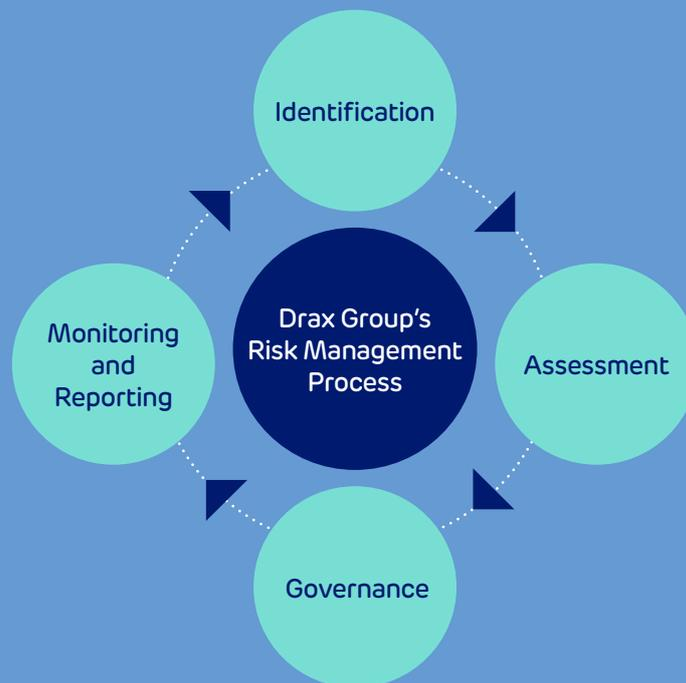 Identification
Drax Group’s
Risk Management
Process
Monitoring
and
Reporting
Assessment
Governance